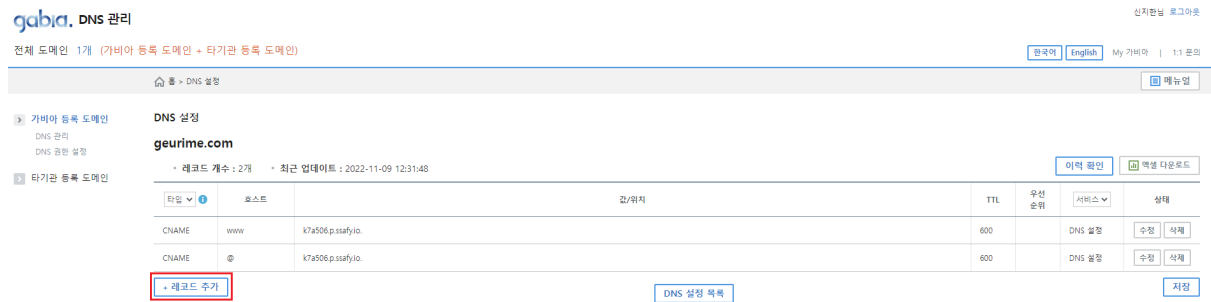 gabia. DNS 관리
신지한님 로그아웃
전체 도메인 1개 (가비아 등록 도메인 + 타기관 등록 도메인)
한국어 English My 가비아 | 1:1 문의
홈 > DNS 설정
메뉴얼
가비아 등록 도메인
DNS 관리
DNS 권한 설정
타기관 등록 도메인
DNS 설정
geurime.com
레코드 개수 : 2개 최근 업데이트 : 2022-11-09 12:31:48
이력 확인 엑셀 다운로드
타입 호스트 값/위치 TTL 우선 순위 서비스 상태
CNAME www k7a506.p.ssafy.io. 600 DNS 설정 수정 삭제
CNAME @ k7a506.p.ssafy.io. 600 DNS 설정 수정 삭제
+ 레코드 추가
DNS 설정 목록
저장